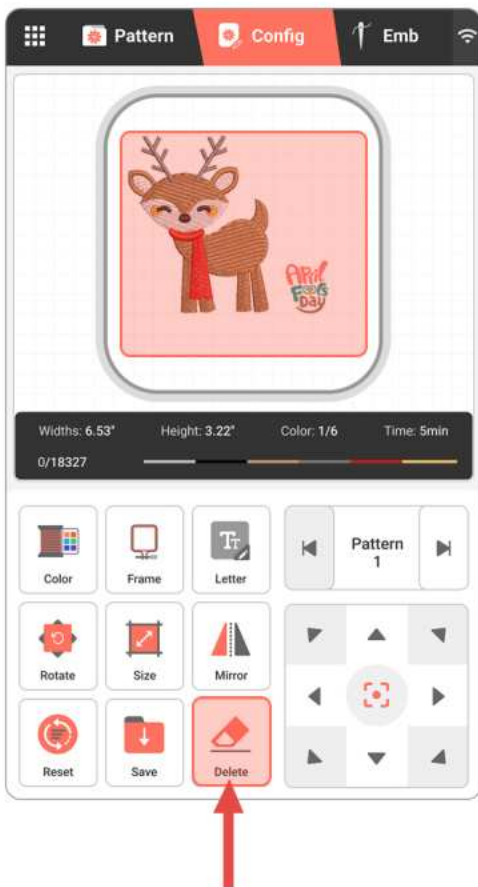 Pattern Config Emb
APRIL
FOOLS
DAY
Widths: 6.53" Height: 3.22" Color: 1/6 Time: 5min
0/18327
Color Frame Letter Pattern
1
Rotate Size Mirror
Reset Save Delete